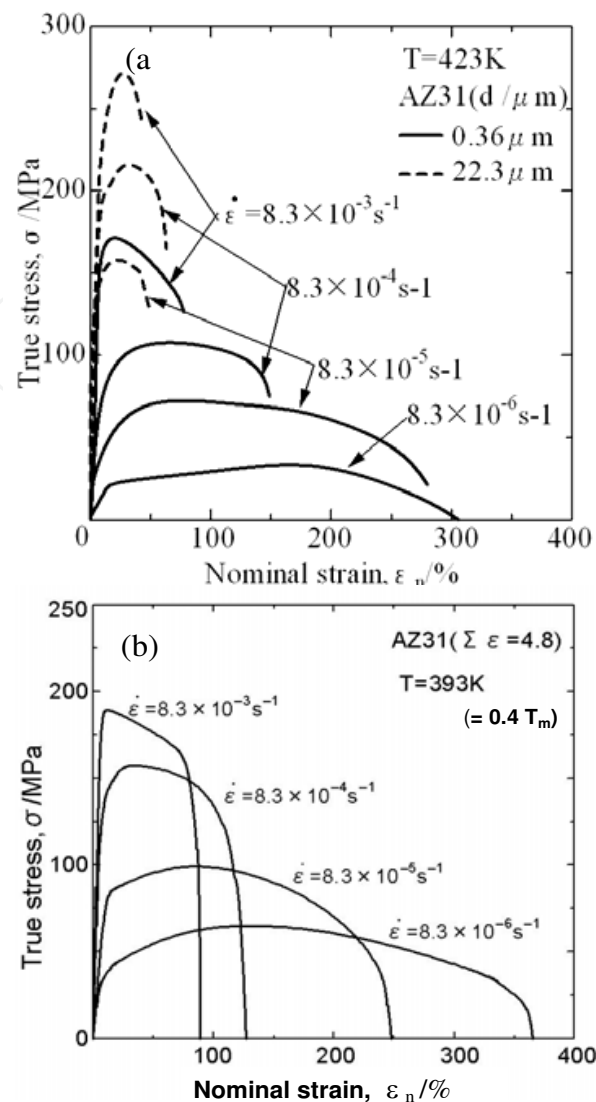 300
(a
T=423K
AZ31(d/μm)
0.36μm
22.3μm
200
ε̇=8.3×10⁻³s⁻¹
8.3×10⁻⁴s-1
100
8.3×10⁻⁵s-1
8.3×10⁻⁶s-1
True stress, σ/MPa
0
0 100 200 300 400
Nominal strain, ε n/%
250
(b)
AZ31(Σ ε=4.8)
T=393K
(= 0.4 Tm)
200
ε̇=8.3×10⁻³s⁻¹
ε̇=8.3×10⁻⁴s⁻¹
100
ε̇=8.3×10⁻⁵s⁻¹
ε̇=8.3×10⁻⁶s⁻¹
True stress, σ/MPa
0
100 200 300 400
Nominal strain, ε n/%